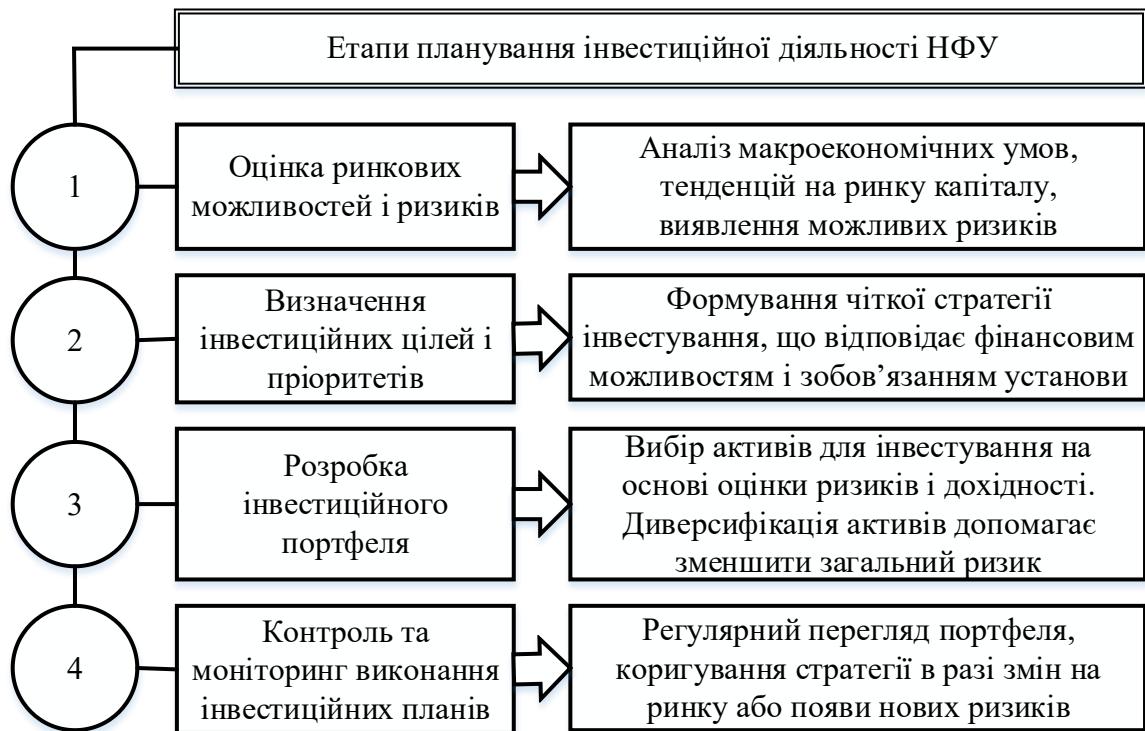 Етапи планування інвестиційної діяльності НФУ
1
Оцінка ринкових
можливостей і ризиків
Аналіз макроекономічних умов,
тенденцій на ринку капіталу,
виявлення можливих ризиків
2
Визначення
інвестиційних цілей і
пріоритетів
Формування чіткої стратегії
інвестування, що відповідає фінансовим
можливостям і зобов’язанням установи
3
Розробка
інвестиційного
портфеля
Вибір активів для інвестування на
основі оцінки ризиків і дохідності.
Диверсифікація активів допомагає
зменшити загальний ризик
4
Контроль та
моніторинг виконання
інвестиційних планів
Регулярний перегляд портфеля,
коригування стратегії в разі змін на
ринку або появи нових ризиків